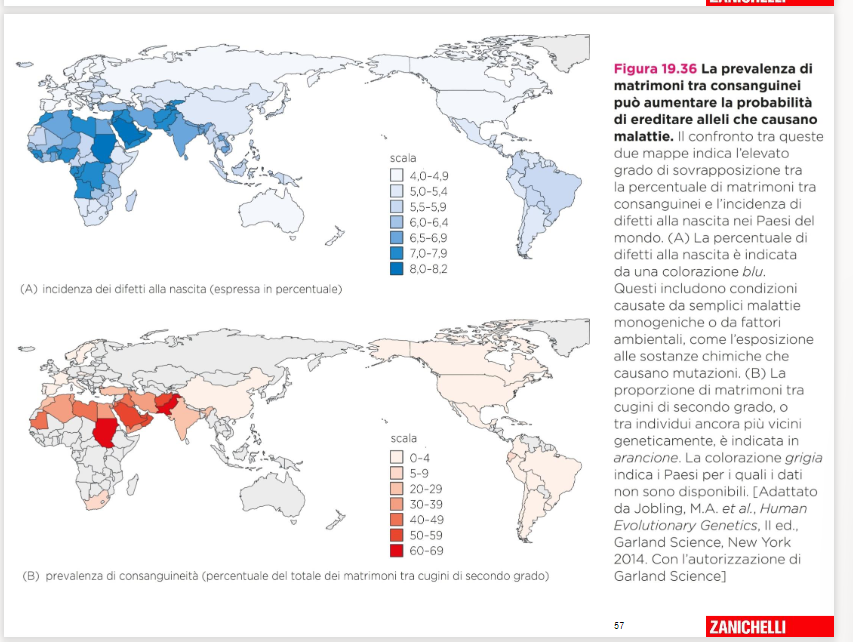 ZANICHELLI
scala
4,0–4,9
5,0–5,4
5,5–5,9
6,0–6,4
6,5–6,9
7,0–7,9
8,0–8,2
(A) incidenza dei difetti alla nascita (espressa in percentuale)
scala
0–4
5–9
20–29
30–39
40–49
50–59
60–69
(B) prevalenza di consanguineità (percentuale del totale dei matrimoni tra cugini di secondo grado)
Figura 19.36 La prevalenza di
matrimoni tra consanguinei
può aumentare la probabilità
di ereditare alleli che causano
malattie. Il confronto tra queste
due mappe indica l’elevato
grado di sovrapposizione tra
la percentuale di matrimoni tra
consanguinei e l’incidenza di
difetti alla nascita nei Paesi del
mondo. (A) La percentuale di
difetti alla nascita è indicata
da una colorazione blu.
Questi includono condizioni
causate da semplici malattie
monogeniche o da fattori
ambientali, come l’esposizione
alle sostanze chimiche che
causano mutazioni. (B) La
proporzione di matrimoni tra
cugini di secondo grado, o
tra individui ancora più vicini
geneticamente, è indicata in
arancione. La colorazione grigia
indica i Paesi per i quali i dati
non sono disponibili. [Adattato
da Jobling, M.A. et al., Human
Evolutionary Genetics, II ed.,
Garland Science, New York
2014. Con l’autorizzazione di
Garland Science]
57
ZANICHELLI